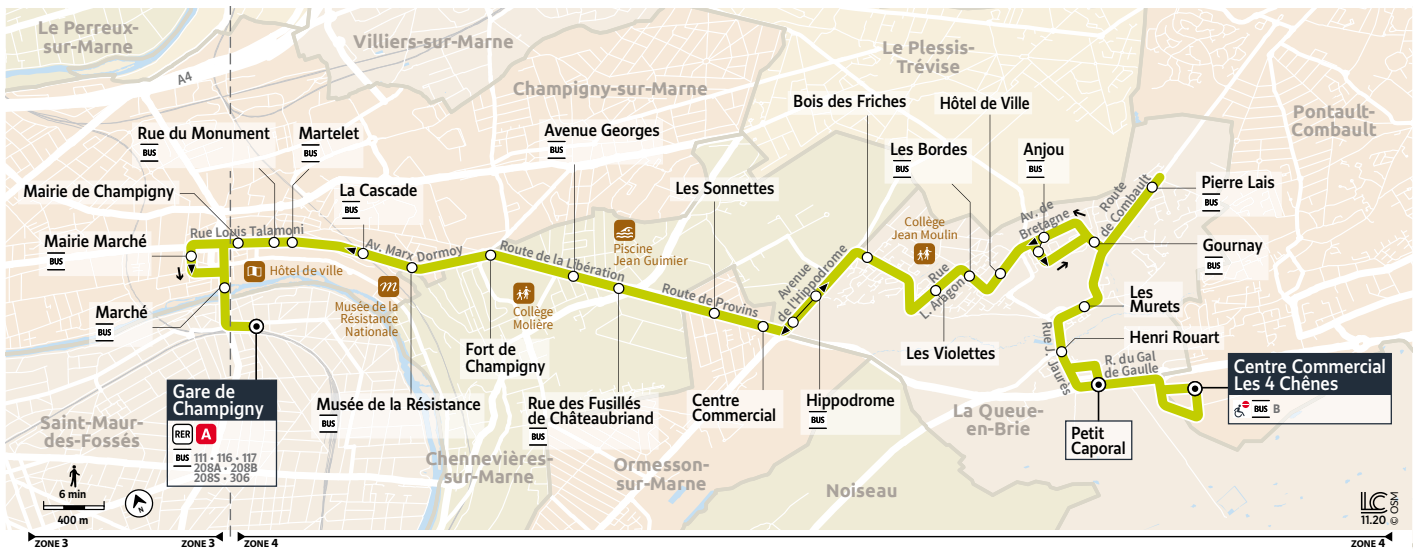 Le Perreux-
sur-Marne
Villiers-sur-Marne
Le Plessis-
Trévise
A4
Champigny-sur-Marne
Pontault-
Combault
Rue du Monument
BUS
Martelet
BUS
Avenue Georges
BUS
Bois des Friches
Hôtel de Ville
Les Bordes
BUS
Anjou
BUS
Mairie de Champigny
La Cascade
BUS
Les Sonnettes
Pierre Lais
BUS
Mairie Marché
BUS
Rue Louis Talamoni
Av. Marx Dormoy
Route de la Libération
Route de Provins
Avenue
de l'Hippodrome
Rue
L. Aragon
Av. de
Bretagne
Route
de Combault
Gournay
BUS
Hôtel de ville
Musée de la
Résistance
Nationale
Collège
Molière
Piscine
Jean Guimier
Collège
Jean Moulin
Marché
BUS
Les
Murets
Henri Rouart
Rue J. Jaurès
R. du Gal
de Gaulle
Gare de
Champigny
RER A
BUS
111 • 116 • 117
208A • 208B
208S • 306
Musée de la Résistance
BUS
Fort de
Champigny
Rue des Fusillés
de Châteaubriand
BUS
Centre
Commercial
Hippodrome
BUS
Les Violettes
Petit
Caporal
Centre Commercial
Les 4 Chênes
BUS B
Saint-Maur-
des-Fossés
Chennevières-
sur-Marne
Ormesson-
sur-Marne
Noiseau
La Queue-
en-Brie
6 min
400 m
N
LC
11.20
© OSM
ZONE 3
ZONE 3
ZONE 4
ZONE 4